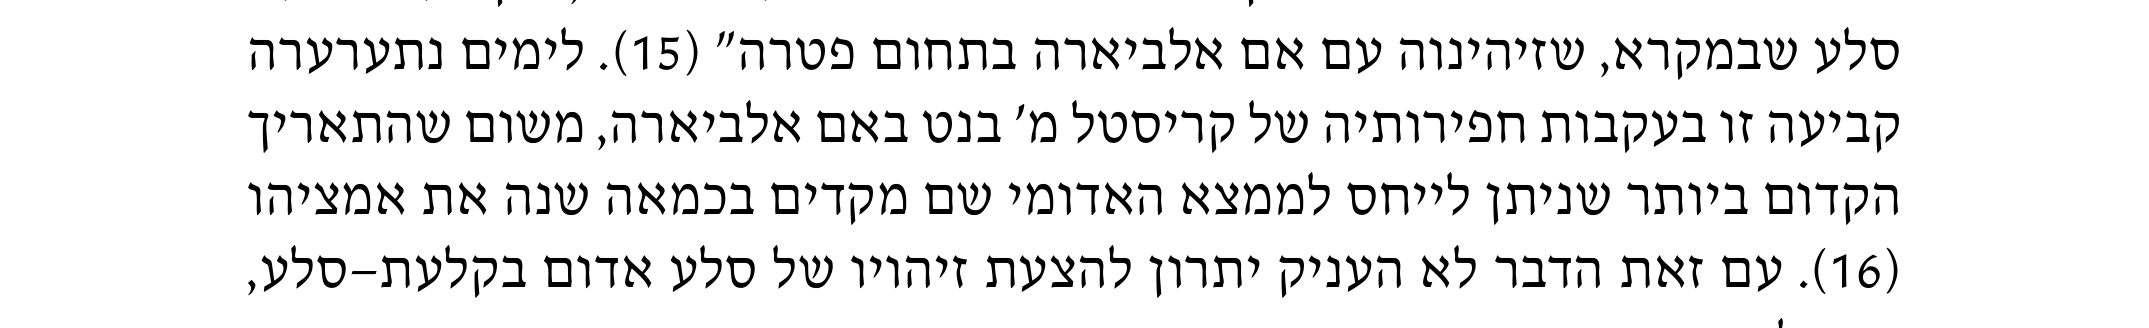 סלע שבמקרא, שזיהינוה עם אם אלביארה בתחום פטרה" (15). לימים נתערערה
קביעה זו בעקבות חפירותיה של קריסטל מ' בנט באם אלביארה, משום שהתאריך
הקדום ביותר שניתן לייחס לממצא האדומי שם מקדים בכמאה שנה את אמציהו
(16). עם זאת הדבר לא העניק יתרון להצעת זיהויו של סלע אדום בקלעת–סלע,